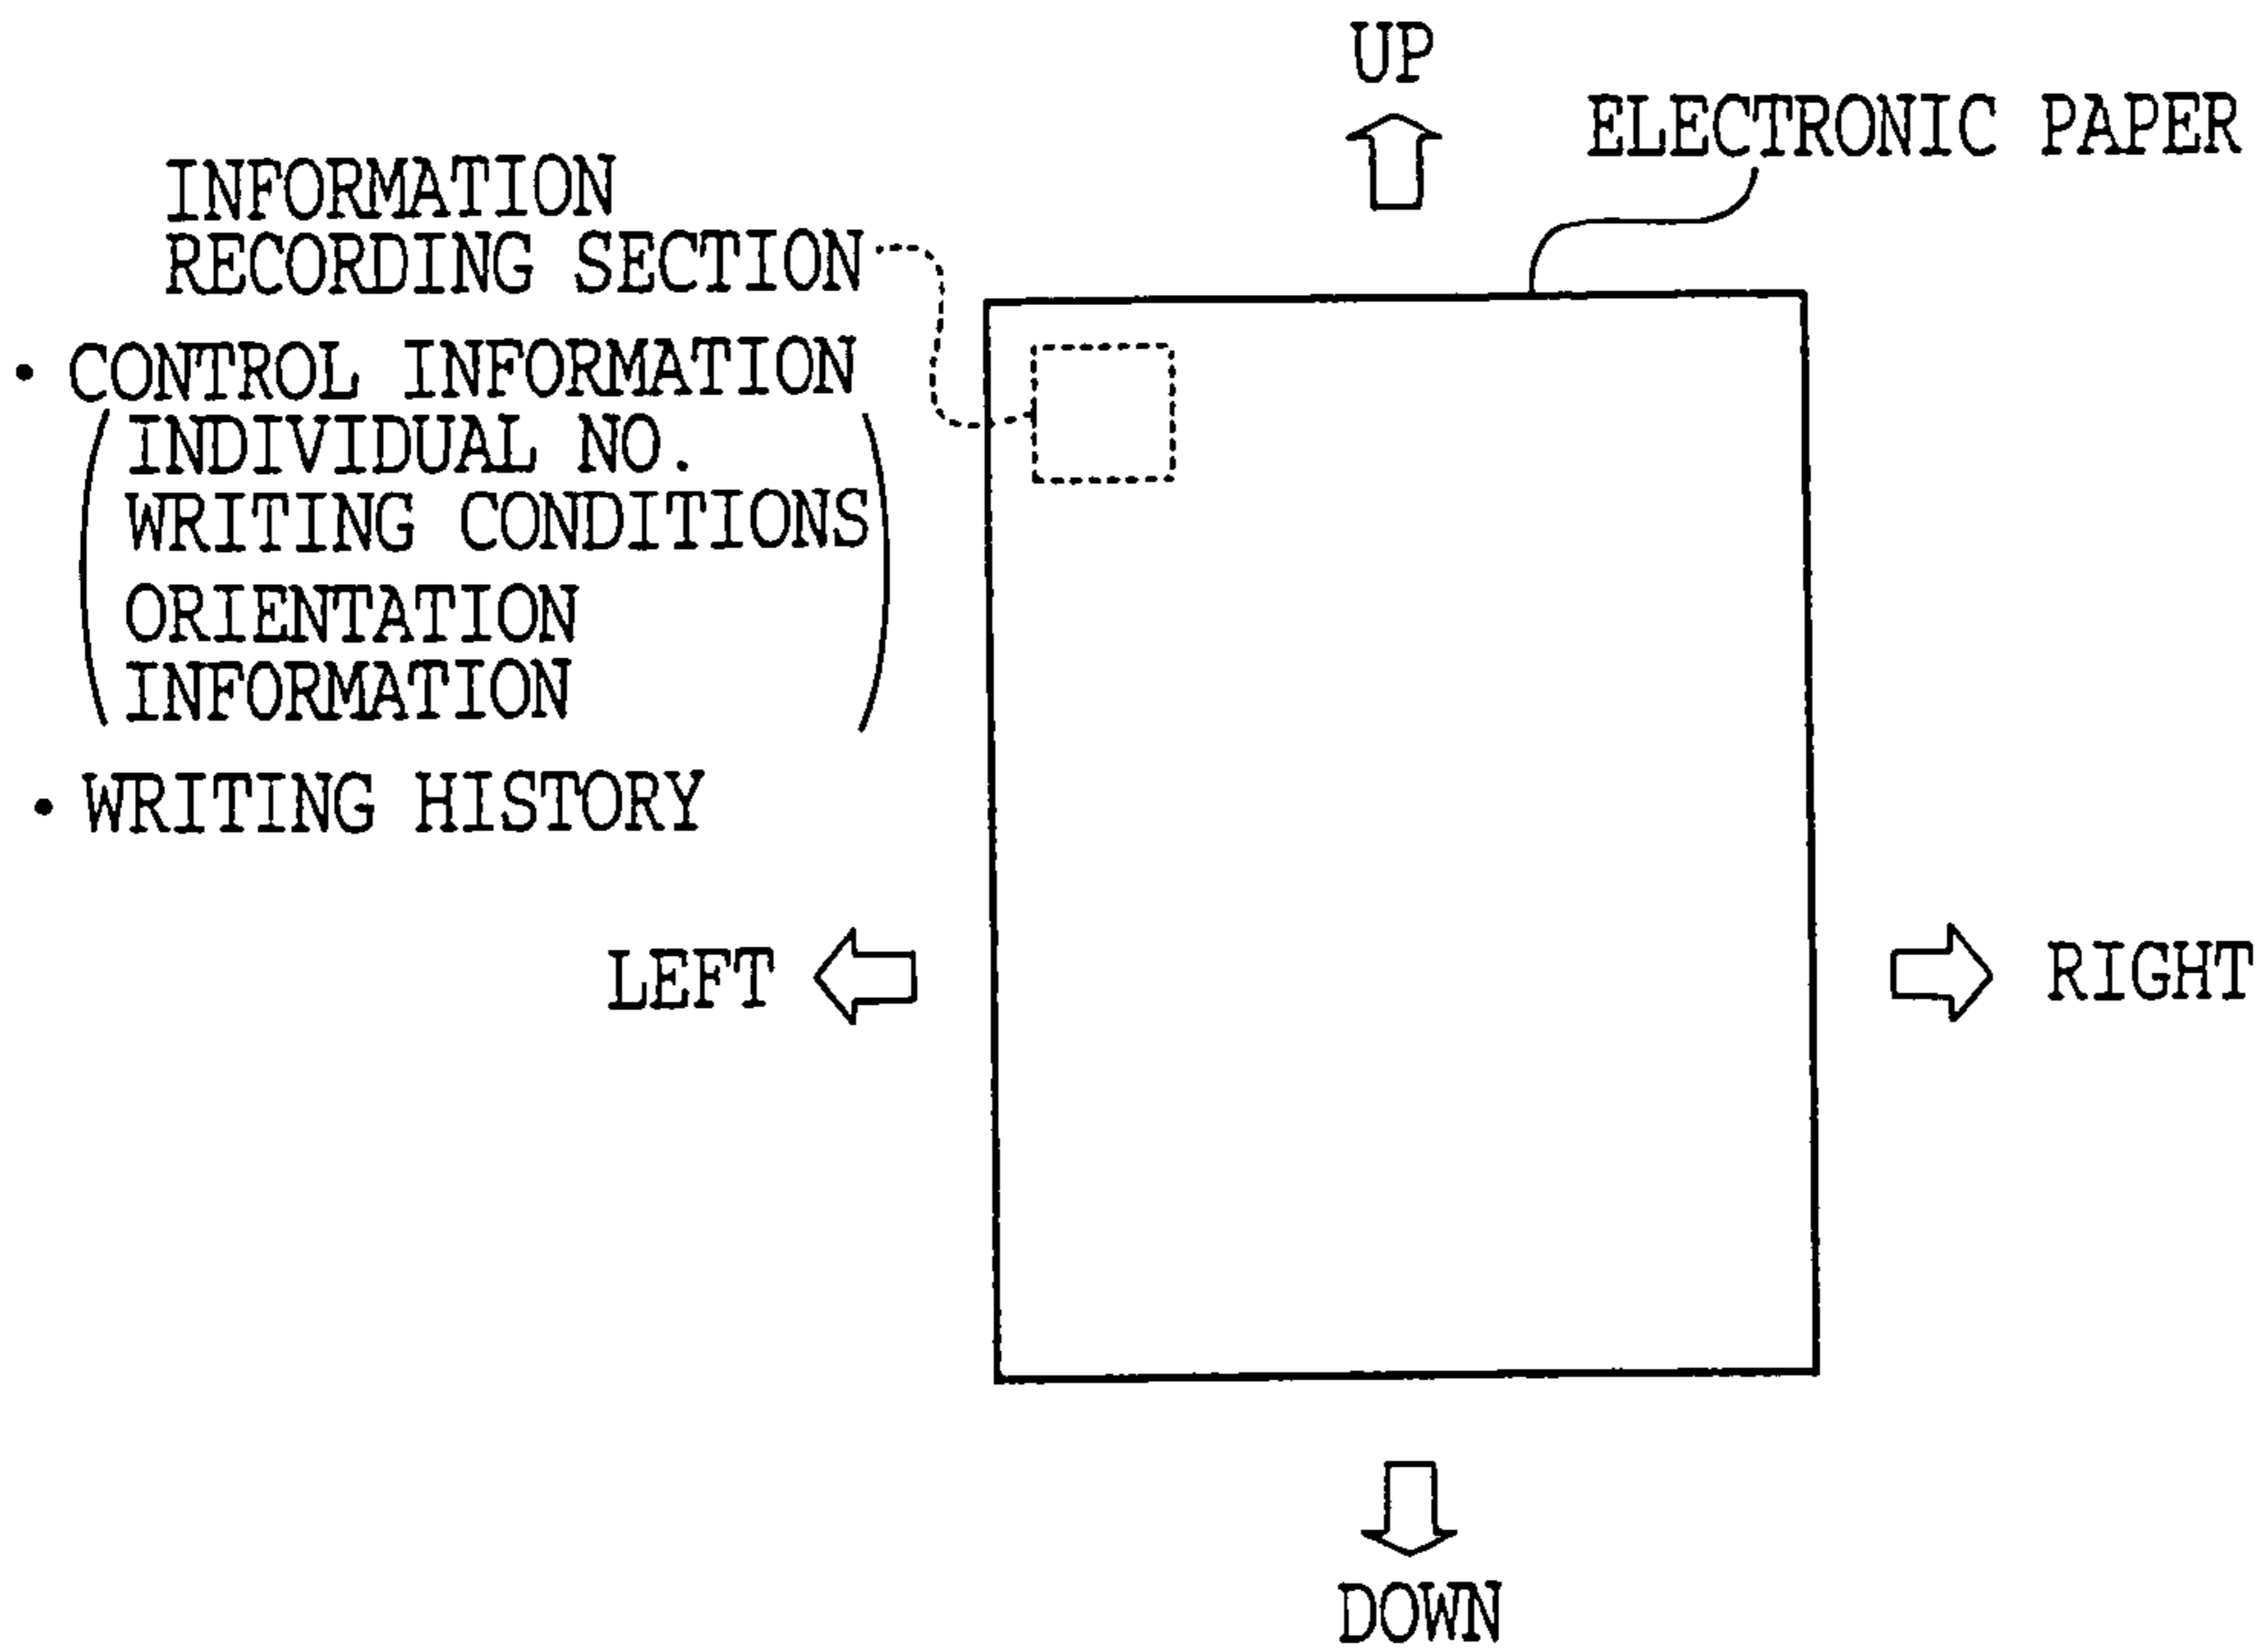 UP
ELECTRONIC PAPER
INFORMATION
RECORDING SECTION
・CONTROL INFORMATION
INDIVIDUAL NO.
WRITING CONDITIONS
ORIENTATION
INFORMATION
・WRITING HISTORY
LEFT
RIGHT
DOWN